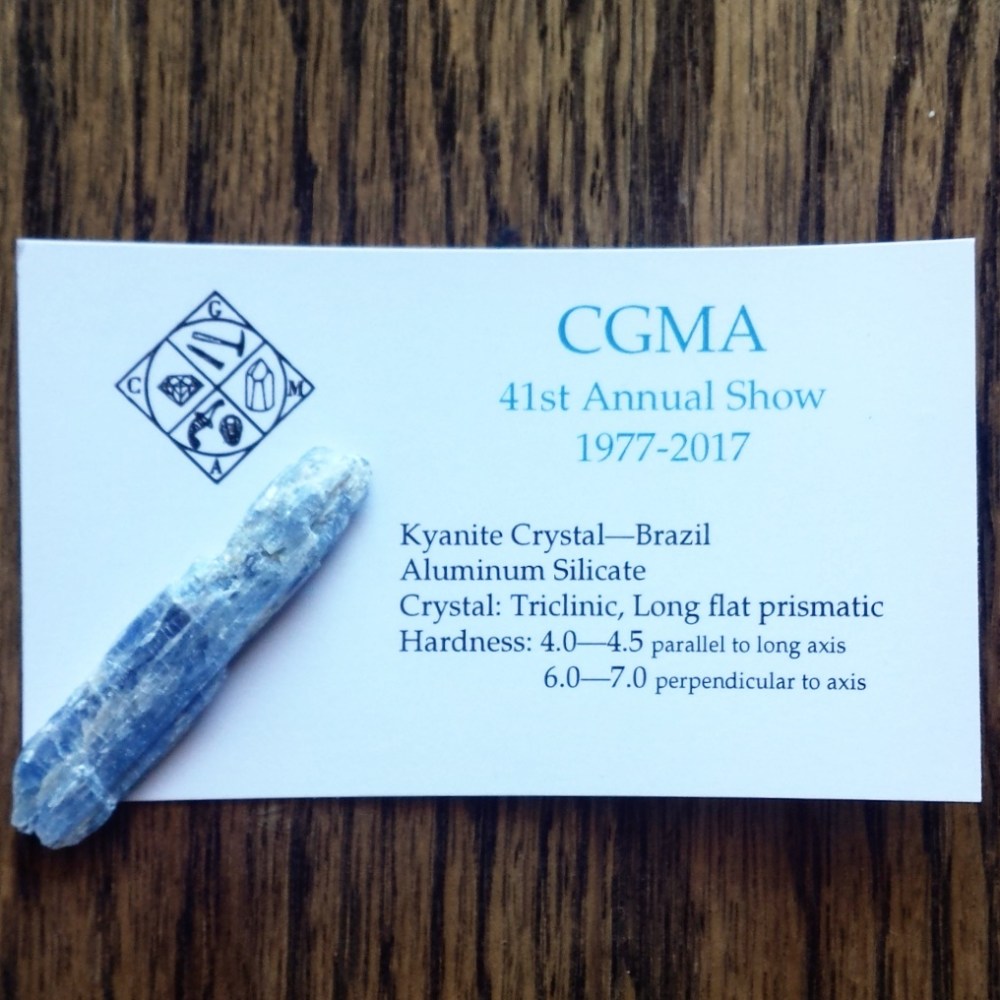 G
C
M
A
CGMA
41st Annual Show
1977-2017
Kyanite Crystal—Brazil
Aluminum Silicate
Crystal: Triclinic, Long flat prismatic
Hardness: 4.0—4.5 parallel to long axis
6.0—7.0 perpendicular to axis